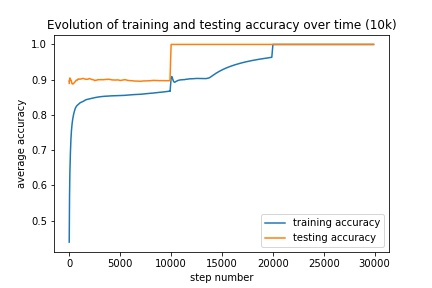 Evolution of training and testing accuracy over time (10k)
1.0
0.9
0.8
0.7
0.6
0.5
average accuracy
training accuracy
testing accuracy
0 5000 10000 15000 20000 25000 30000
step number